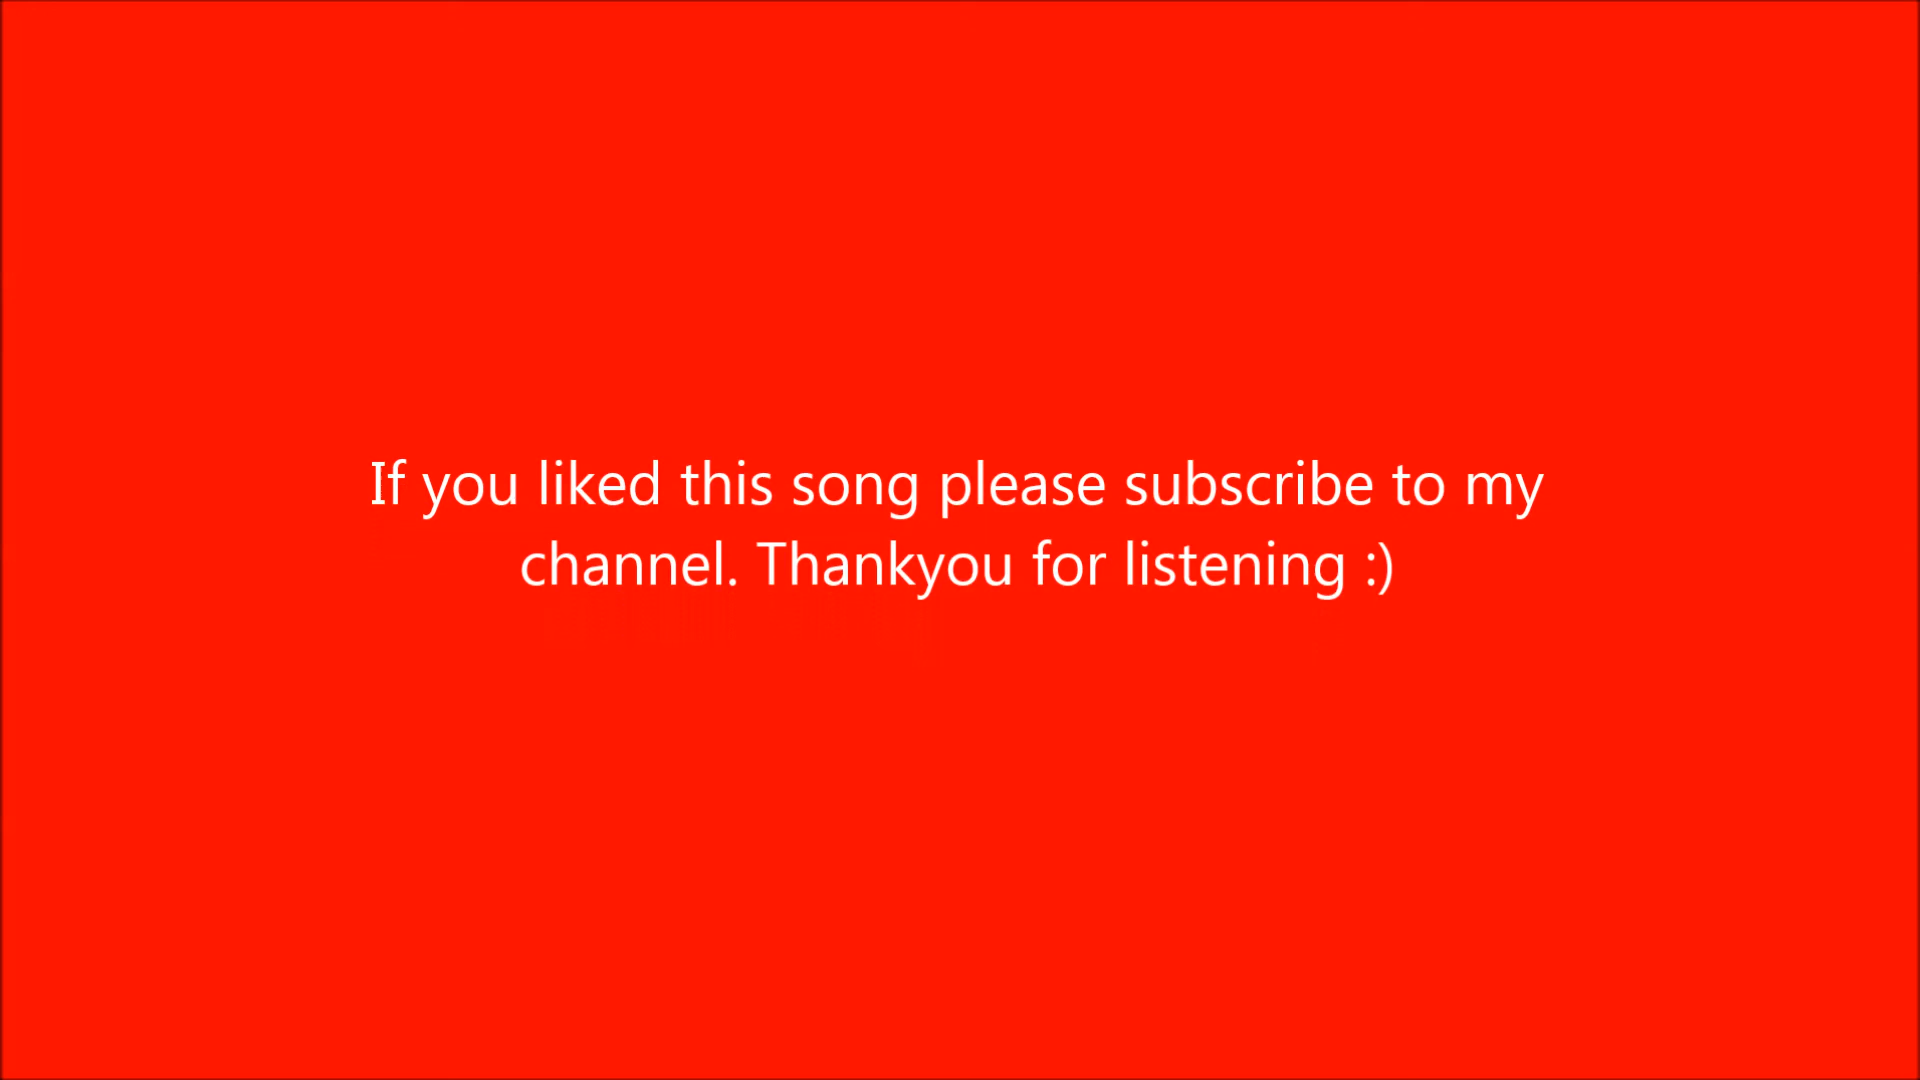 If you liked this song please subscribe to my
channel. Thankyou for listening :)